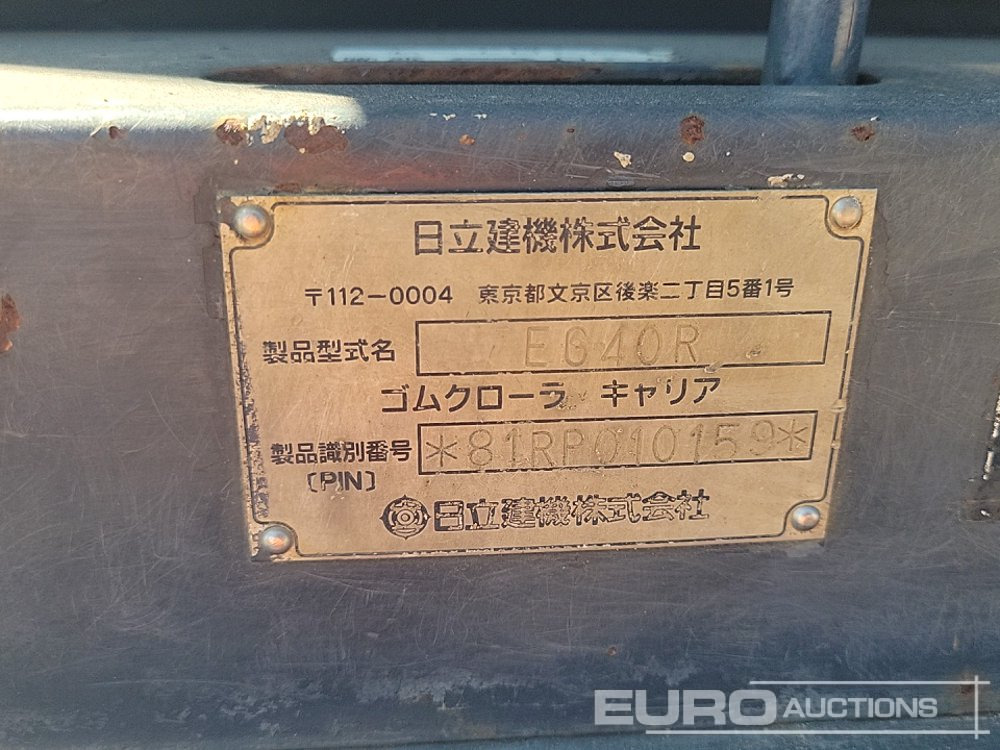 日立建機株式会社
〒112-0004 東京都文京区後楽二丁目5番1号
製品型式名 EG40R
ゴムクローラ キャリア
製品識別番号 *81RP010159*
〔PIN〕
日立建機株式会社
EURO AUCTIONS